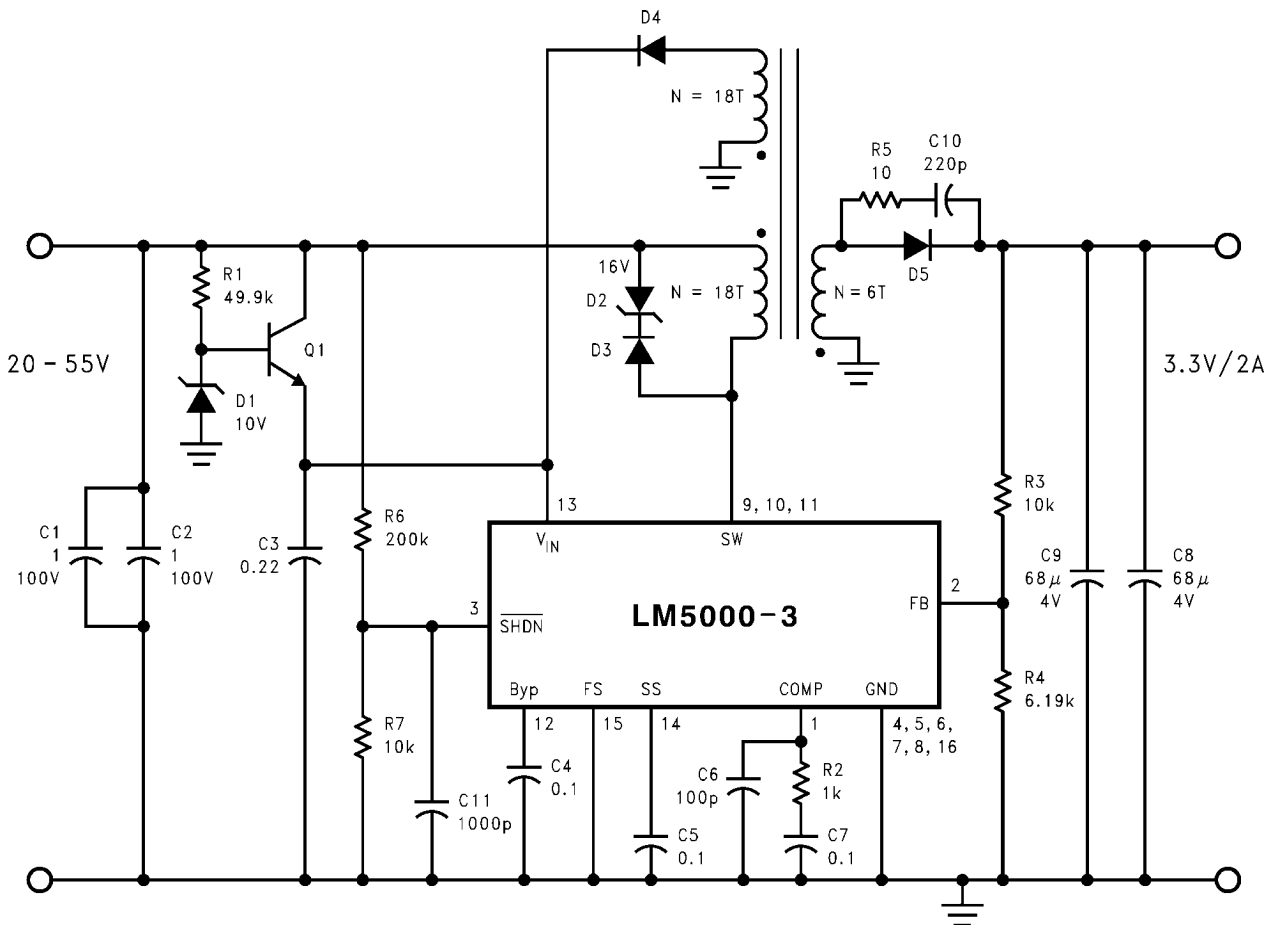 D4
N = 18T
R5
10
C10
220p
R1
49.9k
16V
D2
N = 18T
N = 6T
D5
Q1
D3
20-55V
3.3V/2A
D1
10V
R3
10k
13
9, 10, 11
C1
1
100V
C2
1
100V
C3
0.22
R6
200k
VIN
SW
C9
68μ
4V
C8
68μ
4V
3
SHDN
LM5000-3
FB
2
R4
6.19k
Byp
FS
SS
COMP
GND
R7
10k
12
15
14
1
4, 5, 6,
7, 8, 16
C4
0.1
C6
100p
R2
1k
C11
1000p
C5
0.1
C7
0.1